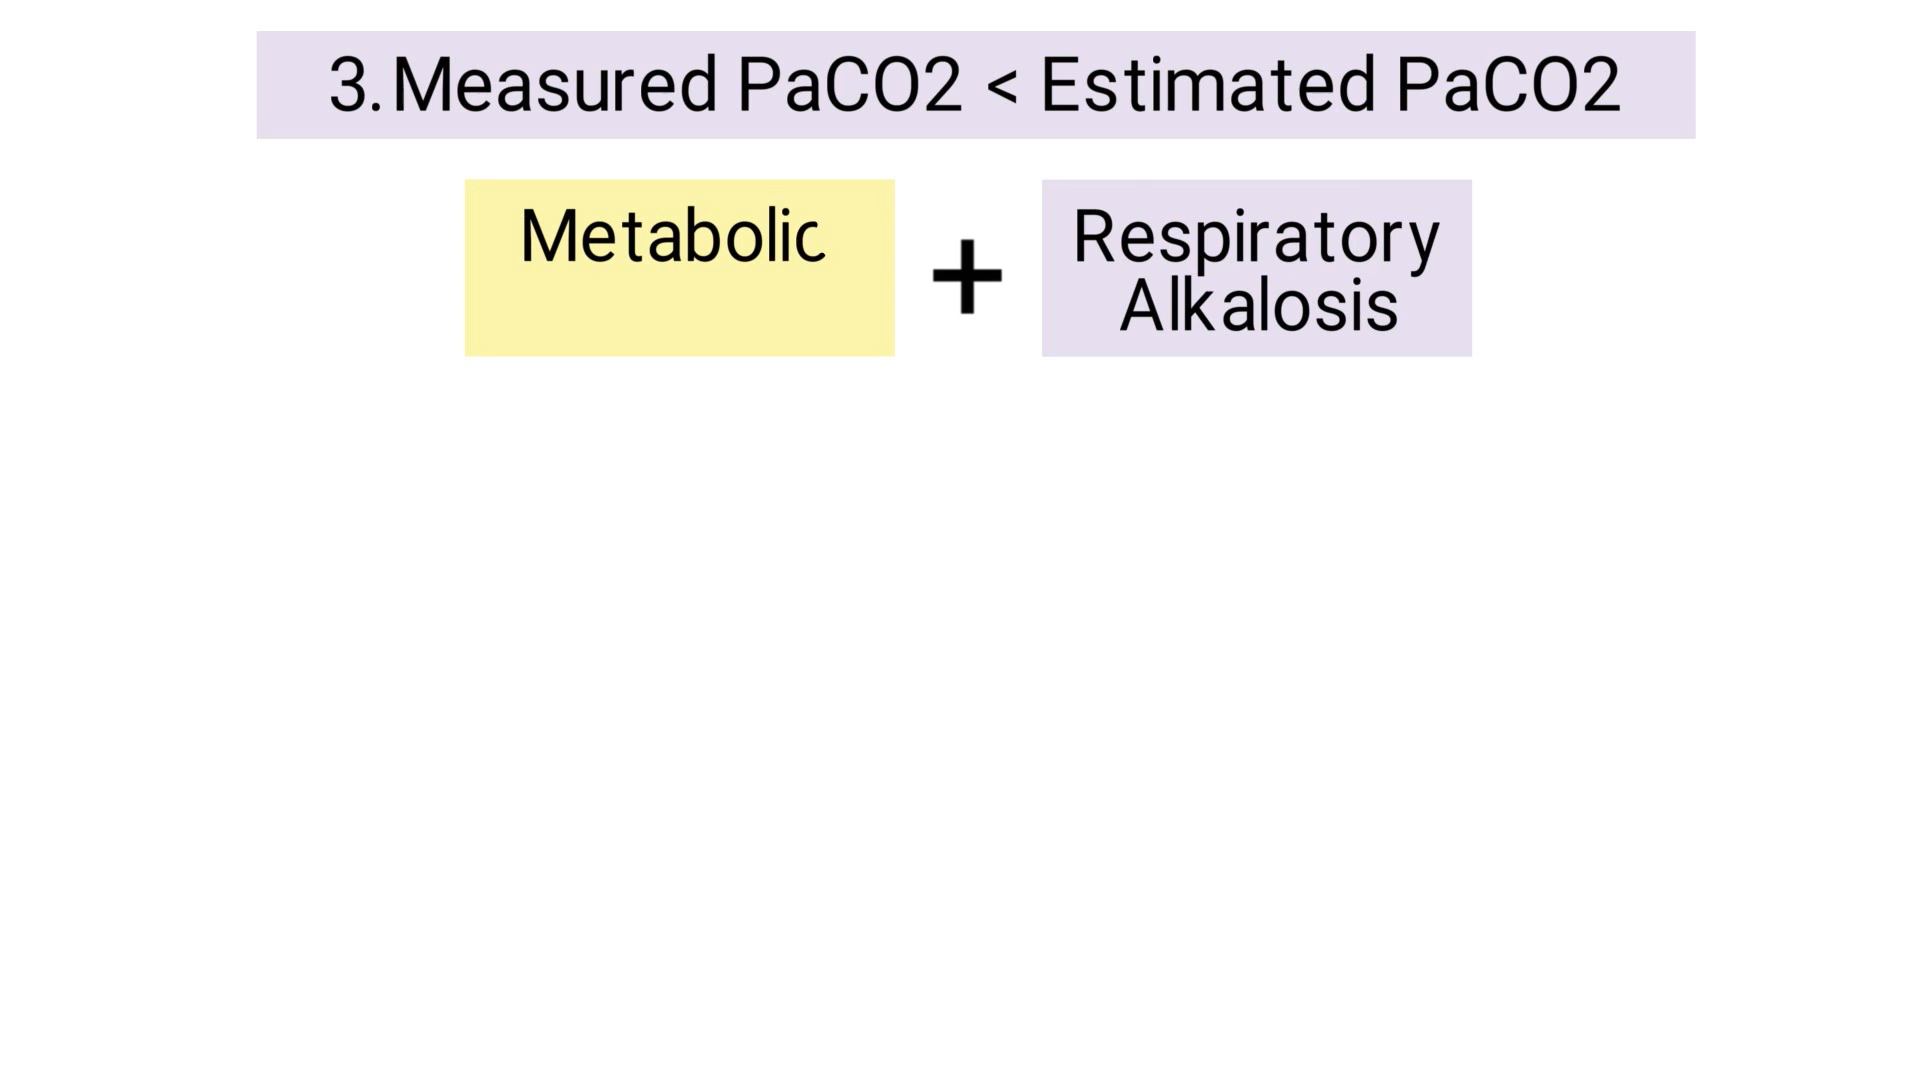 3. Measured PaCO2 < Estimated PaCO2
Metabolic
+
Respiratory
Alkalosis